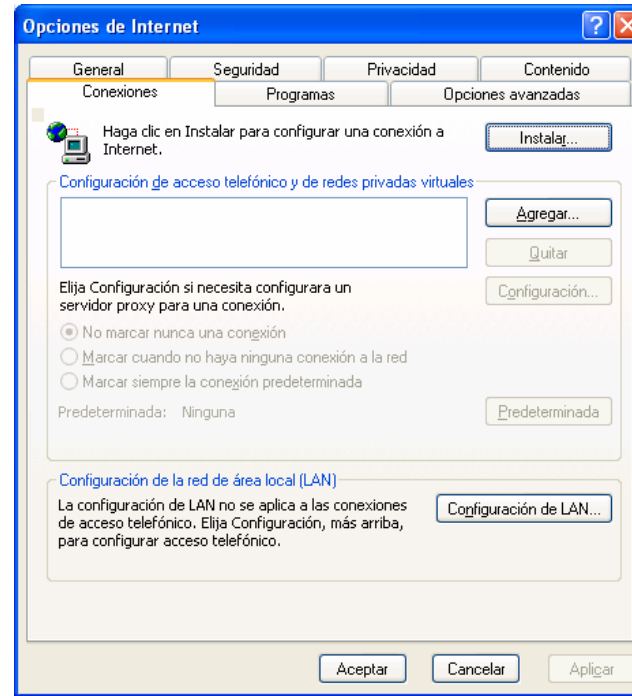 Opciones de Internet
General Seguridad Privacidad Contenido
Conexiones Programas Opciones avanzadas
Haga clic en Instalar para configurar una conexión a
Internet.
Instalar...
Configuración de acceso telefónico y de redes privadas virtuales
Agregar...
Quitar
Elija Configuración si necesita configurara un
servidor proxy para una conexión.
Configuración...
No marcar nunca una conexión
Marcar cuando no haya ninguna conexión a la red
Marcar siempre la conexión predeterminada
Predeterminada: Ninguna
Predeterminada
Configuración de la red de área local (LAN)
La configuración de LAN no se aplica a las conexiones
de acceso telefónico. Elija Configuración, más arriba,
para configurar acceso telefónico.
Configuración de LAN...
Aceptar Cancelar Aplicar